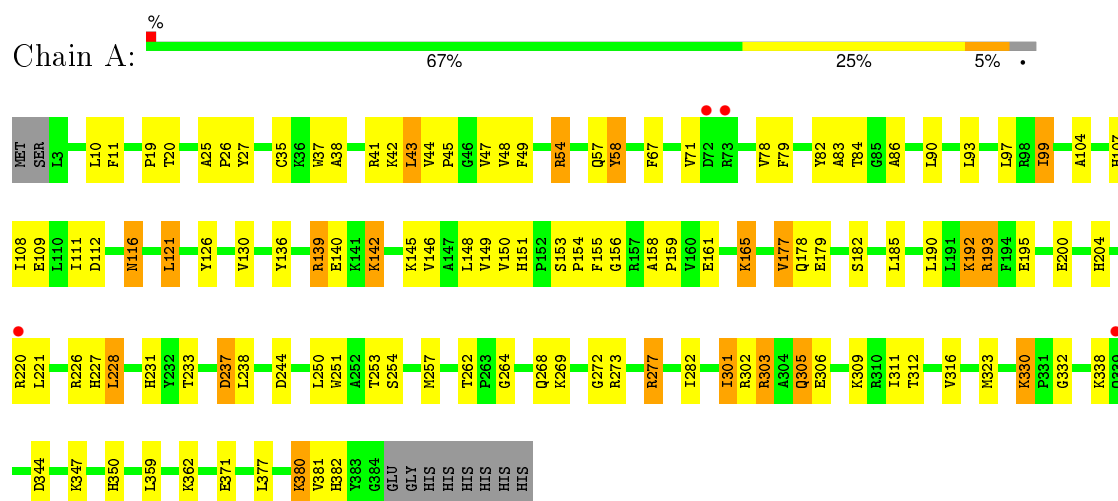 %
Chain A:
67% 25% 5% •
MET SER L3 L10 F11 P19 T20 A25 P26 Y27 C35 K36 W37 A38 R41 K42 L43 V44 P45 G46 V47 V48 F49 R54 Q57 Y58 F67 V71 D72 R73 V78 F79 Y82 A83 T84 G85 A86 L90 L93 L97 R98 I99 A104 H107
I108 E109 L110 I111 D112 N116 L121 Y126 V130 Y136 R139 E140 K141 K142 K145 V146 A147 L148 V149 V150 H151 P152 S153 P154 F155 G156 R157 A158 P159 V160 E161 K165 V177 Q178 E179 S182 L185 L190 L191 K192 R193 F194 E195 E200 H204
R220 L221 R226 H227 L228 H231 Y232 T233 D237 L238 D244 L250 W251 A252 T253 S254 M257 T262 P263 G264 Q268 K269 G272 R273 R277 I282 I301 R302 R303 A304 Q305 E306 K309 R310 I311 T312 V316 M323 K330 P331 G332 K338
D344 K347 H350 L359 K362 E371 L377 K380 V381 H382 Y383 G384 GLU GLY HIS HIS HIS HIS HIS HIS